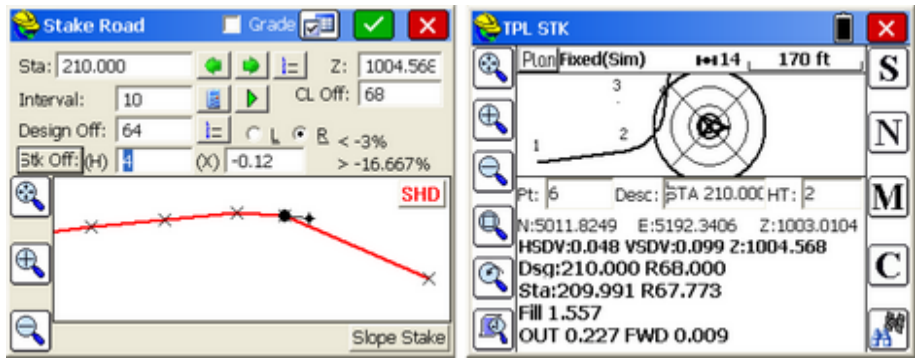 Stake Road
Grade
Sta: 210.000
Z: 1004.568
Interval: 10
CL Off: 68
Design Off: 64
L R < -3%
Stk Off: (H) 4 (X) -0.12 > -16.667%
SHD
Slope Stake
TPL STK
Plan Fixed(Sim) 14 170 ft
S
3
4
1
2
N
Pt: 6 Desc: STA 210.000 HT: 2
M
N:5011.8249 E:5192.3406 Z:1003.0104
HSDV:0.048 VSDV:0.099 Z:1004.568
Dsg:210.000 R68.000
C
Sta:209.991 R67.773
Fill 1.557
OUT 0.227 FWD 0.009